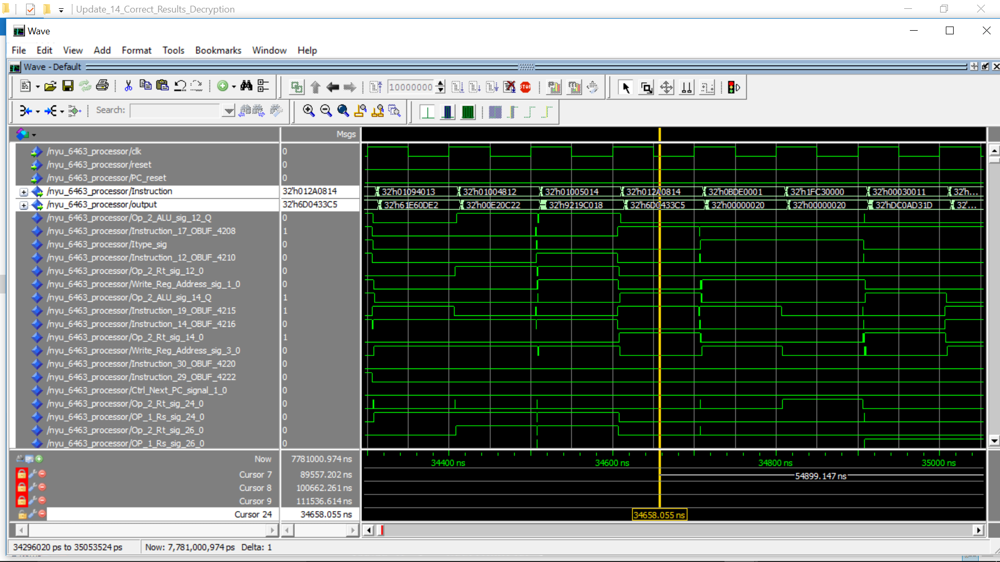 Update_14_Correct_Results_Decryption
Wave
File Edit View Add Format Tools Bookmarks Window Help
Wave - Default
10000000
STOP
Search:
Msgs
/nyu_6463_processor/clk 0
/nyu_6463_processor/reset 0
/nyu_6463_processor/PC_reset 0
/nyu_6463_processor/Instruction 32'h012A0814 32'h01094013 32'h01004812 32'h01005014 32'h012A0814 32'h0BDE0001 32'h1FC30000 32'h00030011 32'h...
/nyu_6463_processor/output 32'h6D0433C5 32'h61E60DE2 32'h00E20C22 32'h9219C018 32'h6D0433C5 32'h00000020 32'h00000020 32'hDC0AD31D 32'...
/nyu_6463_processor/Op_2_ALU_sig_12_Q 0
/nyu_6463_processor/Instruction_17_OBUF_4208 1
/nyu_6463_processor/Itype_sig 0
/nyu_6463_processor/Instruction_12_OBUF_4210 0
/nyu_6463_processor/Op_2_Rt_sig_12_0 0
/nyu_6463_processor/Write_Reg_Address_sig_1_0 0
/nyu_6463_processor/Op_2_ALU_sig_14_Q 1
/nyu_6463_processor/Instruction_19_OBUF_4215 1
/nyu_6463_processor/Instruction_14_OBUF_4216 0
/nyu_6463_processor/Op_2_Rt_sig_14_0 1
/nyu_6463_processor/Write_Reg_Address_sig_3_0 0
/nyu_6463_processor/Instruction_30_OBUF_4220 0
/nyu_6463_processor/Instruction_29_OBUF_4222 0
/nyu_6463_processor/Ctrl_Next_PC_signal_1_0 0
/nyu_6463_processor/Op_2_Rt_sig_24_0 0
/nyu_6463_processor/OP_1_Rs_sig_24_0 0
/nyu_6463_processor/Op_2_Rt_sig_26_0 0
/nyu_6463_processor/OP_1_Rs_sig_26_0 0
Now 7781000.974 ns 34400 ns 34600 ns 34800 ns 35000 ns
Cursor 7 89557.202 ns 54899.147 ns
Cursor 8 100662.261 ns
Cursor 9 111536.614 ns
Cursor 24 34658.055 ns 34658.055 ns
34296020 ps to 35053524 ps Now: 7,781,000,974 ps Delta: 1